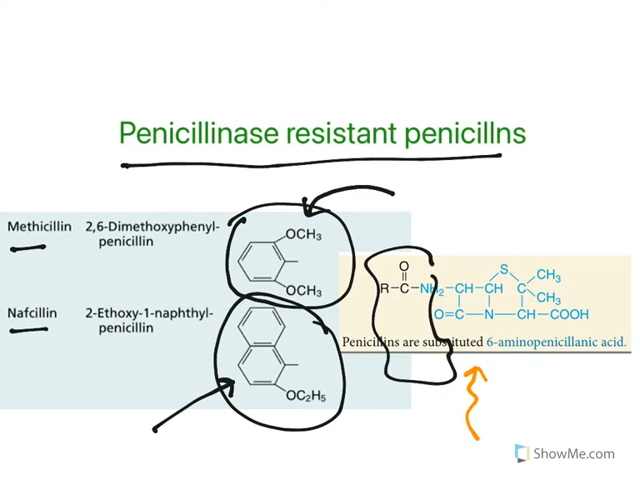 Penicillinase resistant penicillns
Methicillin 2,6-Dimethoxyphenyl-
penicillin
OCH3
OCH3
Nafcillin 2-Ethoxy-1-naphthyl-
penicillin
OC2H5
O
R–C–NH2–CH–CH
S
C
CH3
CH3
O=C–N–CH–COOH
Penicillins are substituted 6-aminopenicillanic acid.
ShowMe.com